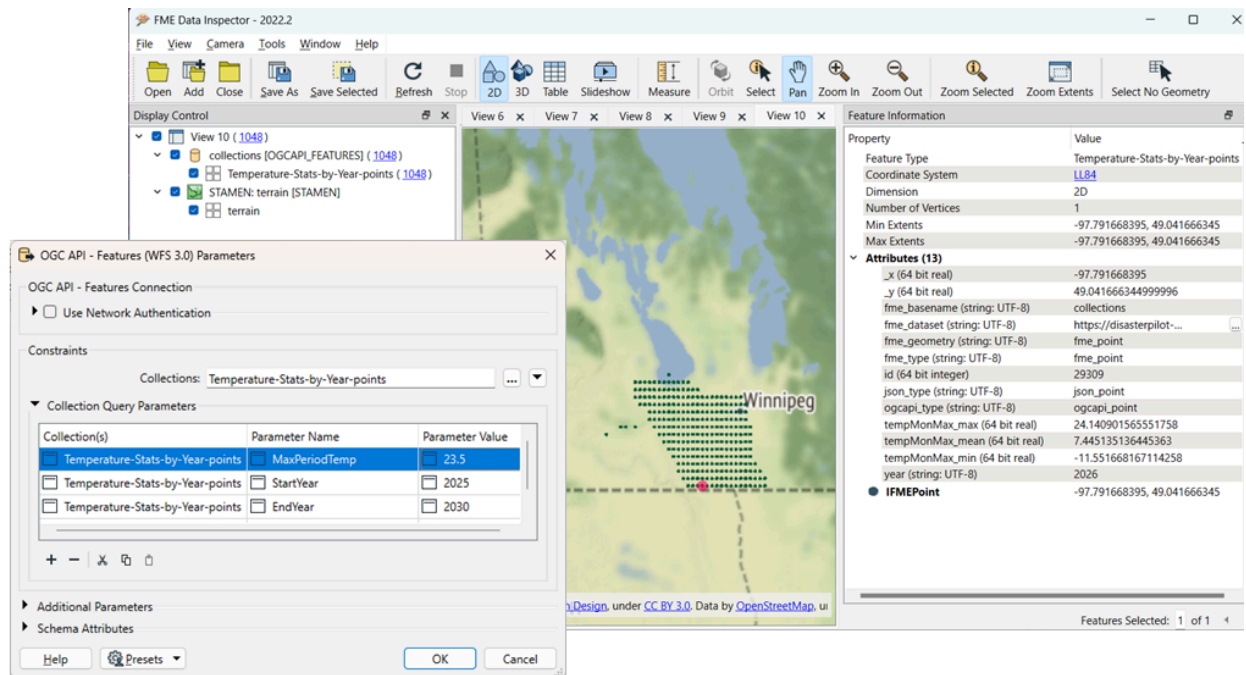 FME Data Inspector - 2022.2
File View Camera Tools Window Help
Open Add Close Save As Save Selected Refresh Stop 2D 3D Table Slideshow Measure Orbit Select Pan Zoom In Zoom Out Zoom Selected Zoom Extents Select No Geometry
Display Control
View 10 (1048)
collections [OGCAPI_FEATURES] (1048)
Temperature-Stats-by-Year-points (1048)
STAMEN: terrain [STAMEN]
terrain
View 6 View 7 View 8 View 9 View 10
Winnipeg
Design, under CC BY 3.0. Data by OpenStreetMap,
Feature Information
Property Value
Feature Type Temperature-Stats-by-Year-points
Coordinate System LL84
Dimension 2D
Number of Vertices 1
Min Extents -97.791668395, 49.041666345
Max Extents -97.791668395, 49.041666345
Attributes (13)
_x (64 bit real) -97.791668395
_y (64 bit real) 49.041666344999996
fme_basename (string: UTF-8) collections
fme_dataset (string: UTF-8) https://disasterpilot-... ...
fme_geometry (string: UTF-8) fme_point
fme_type (string: UTF-8) fme_point
id (64 bit integer) 29309
json_type (string: UTF-8) json_point
ogcapi_type (string: UTF-8) ogcapi_point
tempMonMax_max (64 bit real) 24.140901565551758
tempMonMax_mean (64 bit real) 7.445135136445363
tempMonMax_min (64 bit real) -11.551668167114258
year (string: UTF-8) 2026
IFMEPoint -97.791668395, 49.041666345
Features Selected: 1 of 1
OGC API - Features (WFS 3.0) Parameters
OGC API - Features Connection
Use Network Authentication
Constraints
Collections: Temperature-Stats-by-Year-points ...
Collection Query Parameters
Collection(s) Parameter Name Parameter Value
Temperature-Stats-by-Year-points MaxPeriodTemp 23.5
Temperature-Stats-by-Year-points StartYear 2025
Temperature-Stats-by-Year-points EndYear 2030
Additional Parameters
Schema Attributes
Help Presets OK Cancel